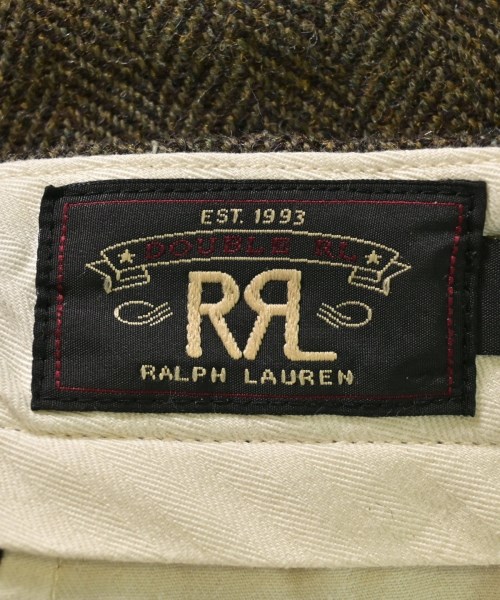 EST. 1993
DOUBLE RL
RRL
RALPH LAUREN